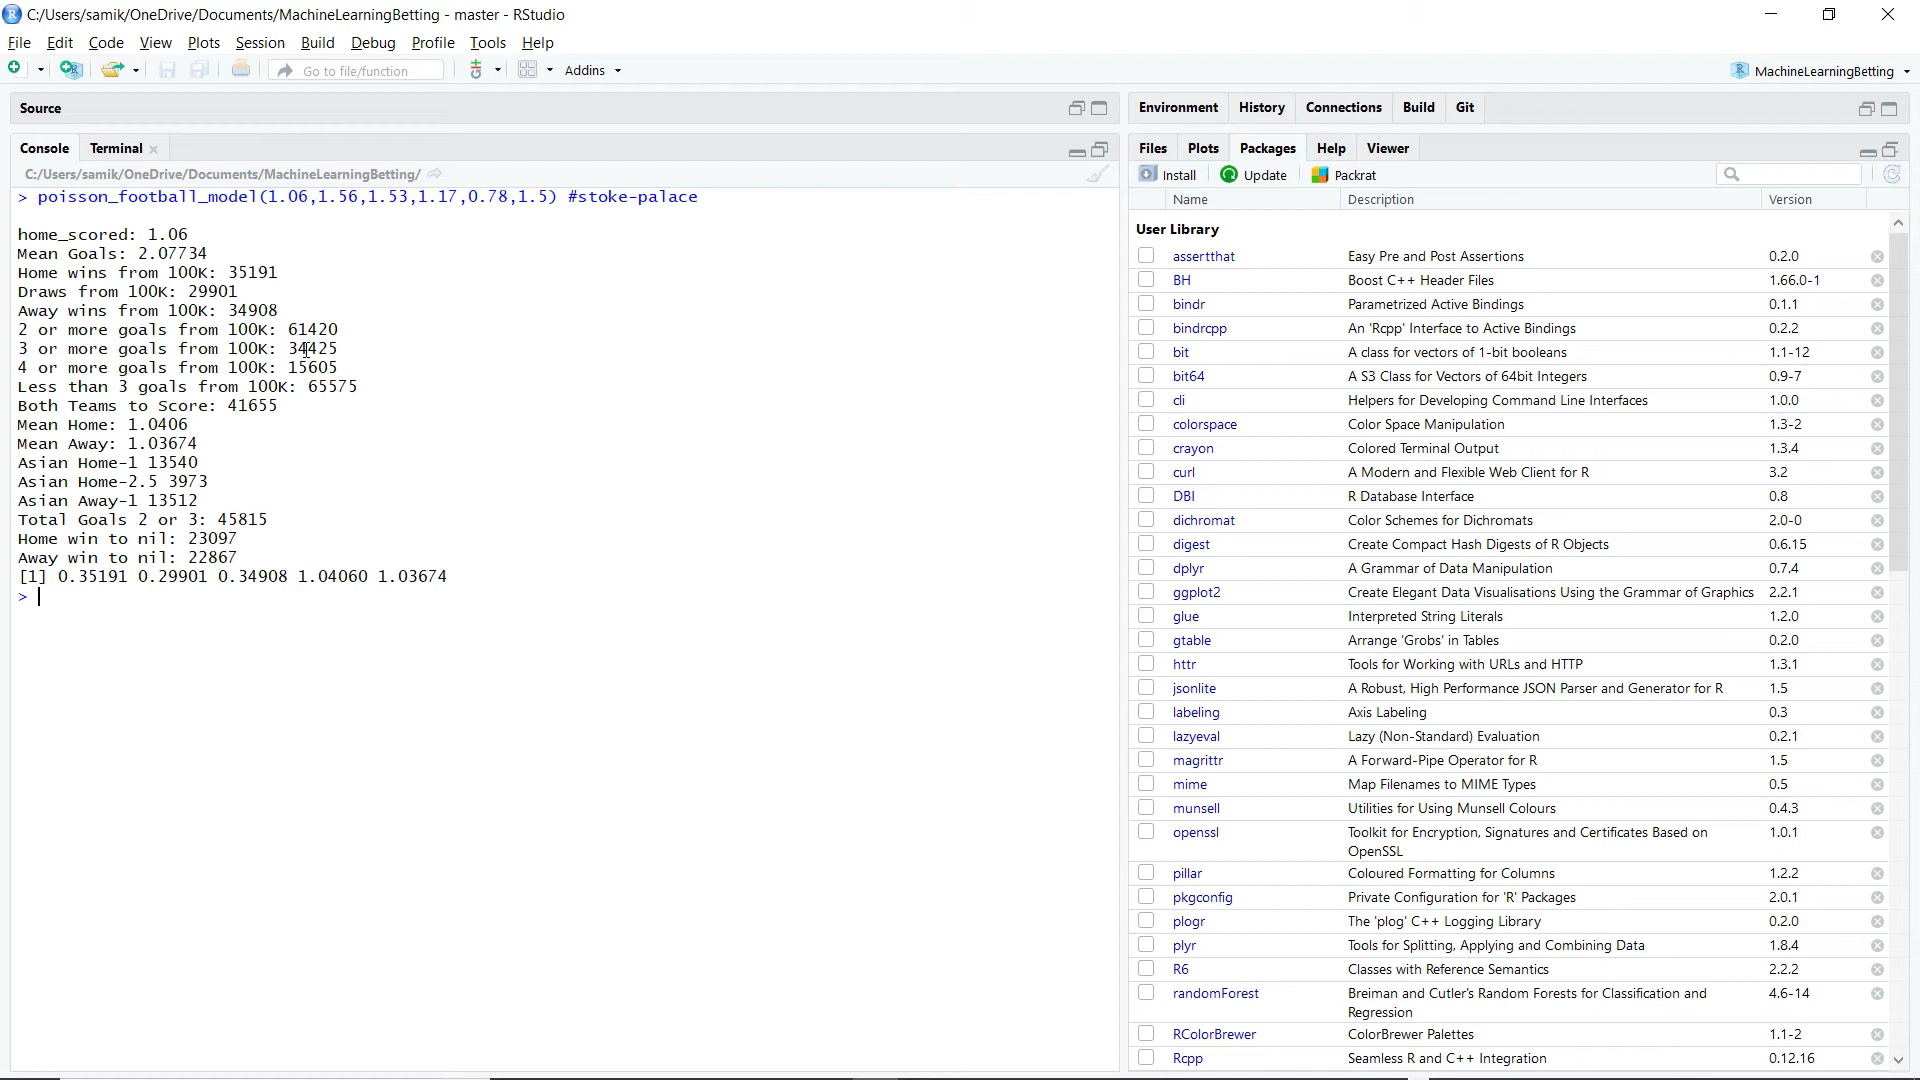 C:/Users/samik/OneDrive/Documents/MachineLearningBetting - master - RStudio
File Edit Code View Plots Session Build Debug Profile Tools Help
Go to file/function Addins MachineLearningBetting
Source
Console Terminal
C:/Users/samik/OneDrive/Documents/MachineLearningBetting/
> poisson_football_model(1.06,1.56,1.53,1.17,0.78,1.5) #stoke-palace
home_scored: 1.06
Mean Goals: 2.07734
Home wins from 100K: 35191
Draws from 100K: 29901
Away wins from 100K: 34908
2 or more goals from 100K: 61420
3 or more goals from 100K: 34425
4 or more goals from 100K: 15605
Less than 3 goals from 100K: 65575
Both Teams to Score: 41655
Mean Home: 1.0406
Mean Away: 1.03674
Asian Home-1 13540
Asian Home-2.5 3973
Asian Away-1 13512
Total Goals 2 or 3: 45815
Home win to nil: 23097
Away win to nil: 22867
[1] 0.35191 0.29901 0.34908 1.04060 1.03674
>
Environment History Connections Build Git
Files Plots Packages Help Viewer
Install Update Packrat
Name Description Version
User Library
assertthat Easy Pre and Post Assertions 0.2.0
BH Boost C++ Header Files 1.66.0-1
bindr Parametrized Active Bindings 0.1.1
bindrcpp An 'Rcpp' Interface to Active Bindings 0.2.2
bit A class for vectors of 1-bit booleans 1.1-12
bit64 A S3 Class for Vectors of 64bit Integers 0.9-7
cli Helpers for Developing Command Line Interfaces 1.0.0
colorspace Color Space Manipulation 1.3-2
crayon Colored Terminal Output 1.3.4
curl A Modern and Flexible Web Client for R 3.2
DBI R Database Interface 0.8
dichromat Color Schemes for Dichromats 2.0-0
digest Create Compact Hash Digests of R Objects 0.6.15
dplyr A Grammar of Data Manipulation 0.7.4
ggplot2 Create Elegant Data Visualisations Using the Grammar of Graphics 2.2.1
glue Interpreted String Literals 1.2.0
gtable Arrange 'Grobs' in Tables 0.2.0
httr Tools for Working with URLs and HTTP 1.3.1
jsonlite A Robust, High Performance JSON Parser and Generator for R 1.5
labeling Axis Labeling 0.3
lazyeval Lazy (Non-Standard) Evaluation 0.2.1
magrittr A Forward-Pipe Operator for R 1.5
mime Map Filenames to MIME Types 0.5
munsell Utilities for Using Munsell Colours 0.4.3
openssl Toolkit for Encryption, Signatures and Certificates Based on 1.0.1
OpenSSL
pillar Coloured Formatting for Columns 1.2.2
pkgconfig Private Configuration for 'R' Packages 2.0.1
plogr The 'plog' C++ Logging Library 0.2.0
plyr Tools for Splitting, Applying and Combining Data 1.8.4
R6 Classes with Reference Semantics 2.2.2
randomForest Breiman and Cutler's Random Forests for Classification and 4.6-14
Regression
RColorBrewer ColorBrewer Palettes 1.1-2
Rcpp Seamless R and C++ Integration 0.12.16